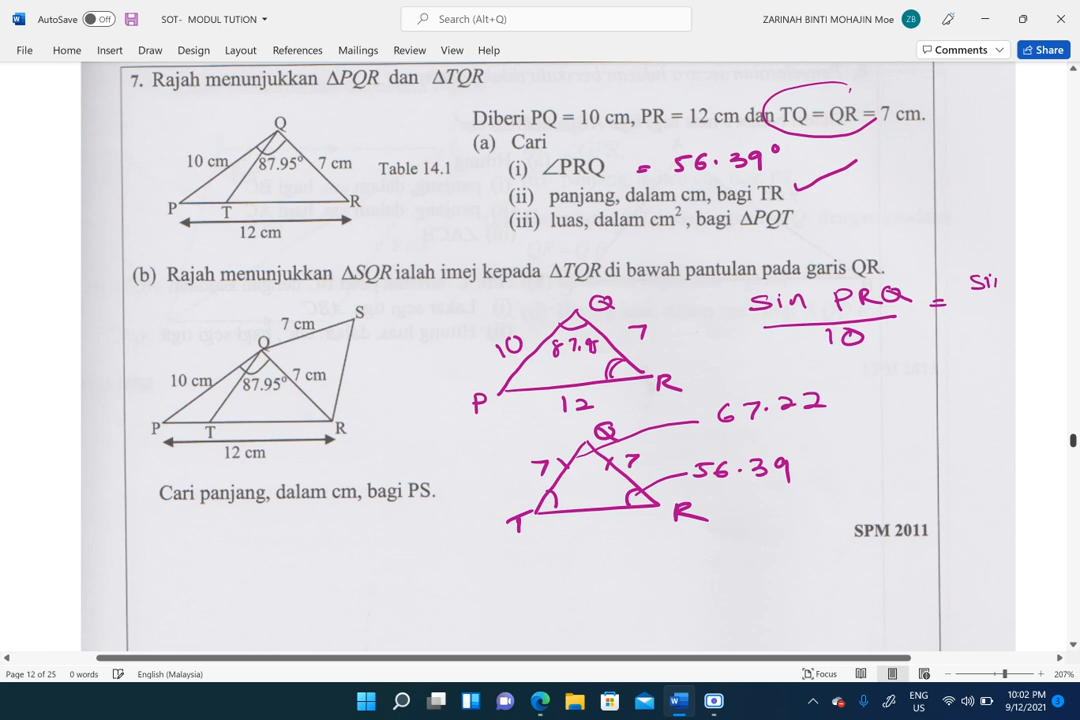 AutoSave Off SOT- MODUL TUTION Search (Alt+Q) ZARINAH BINTI MOHAJIN Moe ZB
File Home Insert Draw Design Layout References Mailings Review View Help Comments Share
7. Rajah menunjukkan ΔPQR dan ΔTQR
Diberi PQ = 10 cm, PR = 12 cm dan TQ = QR = 7 cm.
(a) Cari
(i) ∠PRQ = 56.39°
(ii) panjang, dalam cm, bagi TR
(iii) luas, dalam cm², bagi ΔPQT
Q
10 cm 87.95° 7 cm
Table 14.1
P T R
12 cm
(b) Rajah menunjukkan ΔSQR ialah imej kepada ΔTQR di bawah pantulan pada garis QR.
7 cm S
Q
10 cm 87.95° 7 cm
P T R
12 cm
Q
10 87.95 7
P 12 R
sin PRQ = sin
10
Q 67.22
7 7 56.39
T R
Cari panjang, dalam cm, bagi PS.
SPM 2011
Page 12 of 25 0 words English (Malaysia) Focus 207%
ENG
US
10:02 PM
9/12/2021
3